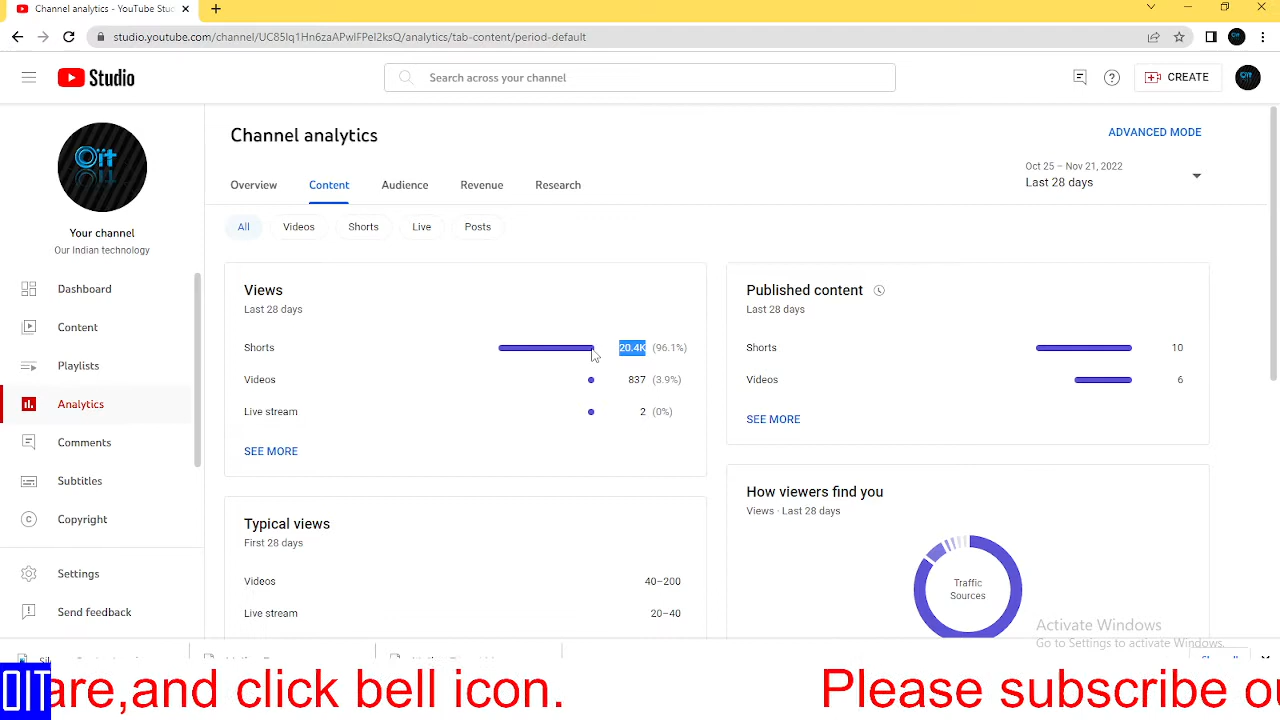 Content analytics - YouTube Stuc
studio.youtube.com/channel/UC85Iq1Hn6zaAPwIFPeI2ksQ/analytics/tab-content/period-default
Studio
Search across your channel
CREATE
oit
Your channel
Our Indian technology
Dashboard
Content
Playlists
Analytics
Comments
Subtitles
Copyright
Settings
Send feedback
Channel analytics
ADVANCED MODE
Overview
Content
Audience
Revenue
Research
Oct 25 – Nov 21, 2022
Last 28 days
All
Videos
Shorts
Live
Posts
Views
Last 28 days
Shorts 20.4K (96.1%)
Videos 837 (3.9%)
Live stream 2 (0%)
SEE MORE
Typical views
First 28 days
Videos 40–200
Live stream 20–40
Published content
Last 28 days
Shorts 10
Videos 6
SEE MORE
How viewers find you
Views · Last 28 days
Traffic
Sources
Activate Windows
Go to Settings to activate Windows.
OIT are,and click bell icon. Please subscribe ou